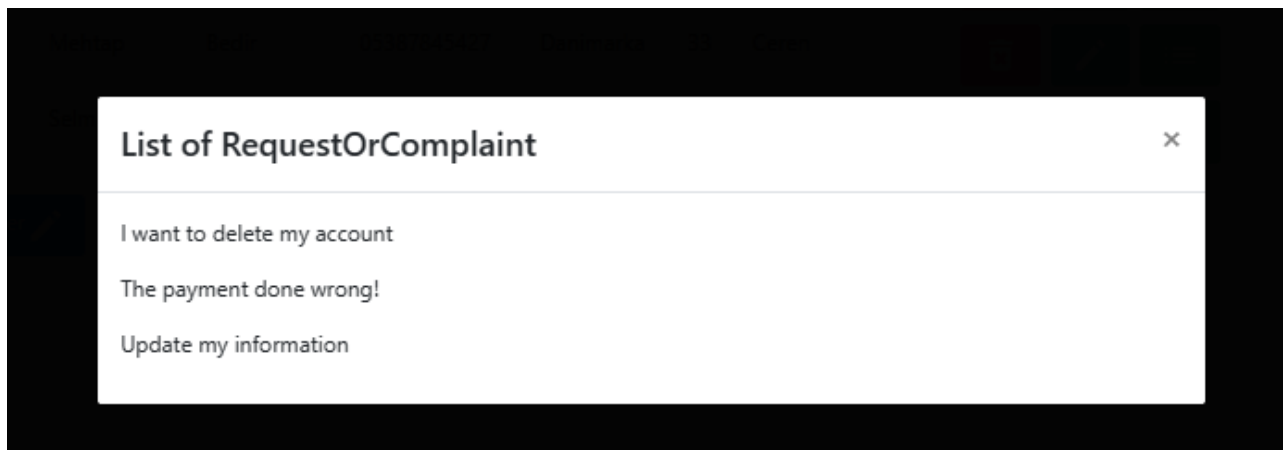 List of RequestOrComplaint
×
I want to delete my account
The payment done wrong!
Update my information